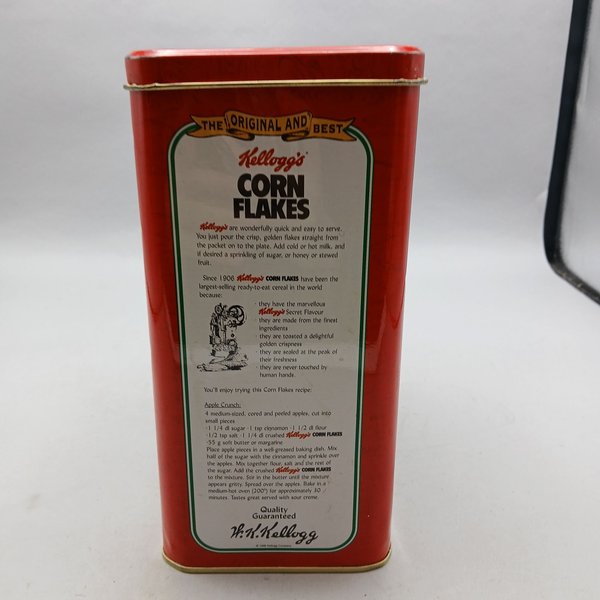 THE ORIGINAL AND BEST
Kellogg's
CORN
FLAKES
Kellogg's are wonderfully quick and easy to serve.
You just pour the crisp, golden flakes straight from
the packet on to the plate. Add cold or hot milk, and
if desired a sprinkling of sugar, or honey or stewed
fruit.
Since 1906 Kellogg's CORN FLAKES have been the
largest-selling ready-to-eat cereal in the world
because:
- they have the marvellous
Kellogg's Secret Flavour
- they are made from the finest
ingredients
- they are toasted a delightful
golden crispness
- they are sealed at the peak of
their freshness
- they are never touched by
human hands.
You'll enjoy trying this Corn Flakes recipe:
Apple Crunch:
4 medium-sized, cored and peeled apples, cut into
small pieces
·1 1/4 dl sugar ·1 tsp cinnamon ·1 1/2 dl flour
·1/2 tsp salt ·1 1/4 dl crushed Kellogg's CORN FLAKES
·55 g soft butter or margarine
Place apple pieces in a well-greased baking dish. Mix
half of the sugar with the cinnamon and sprinkle over
the apples. Mix together flour, salt and the rest of
the sugar. Add the crushed Kellogg's CORN FLAKES
to the mixture. Stir in the butter until the mixture
appears gritty. Spread over the apples. Bake in a
medium-hot oven (200°) for approximately 30
minutes. Tastes great served with sour creme.
Quality
Guaranteed
W.K.Kellogg
Kellogg Company